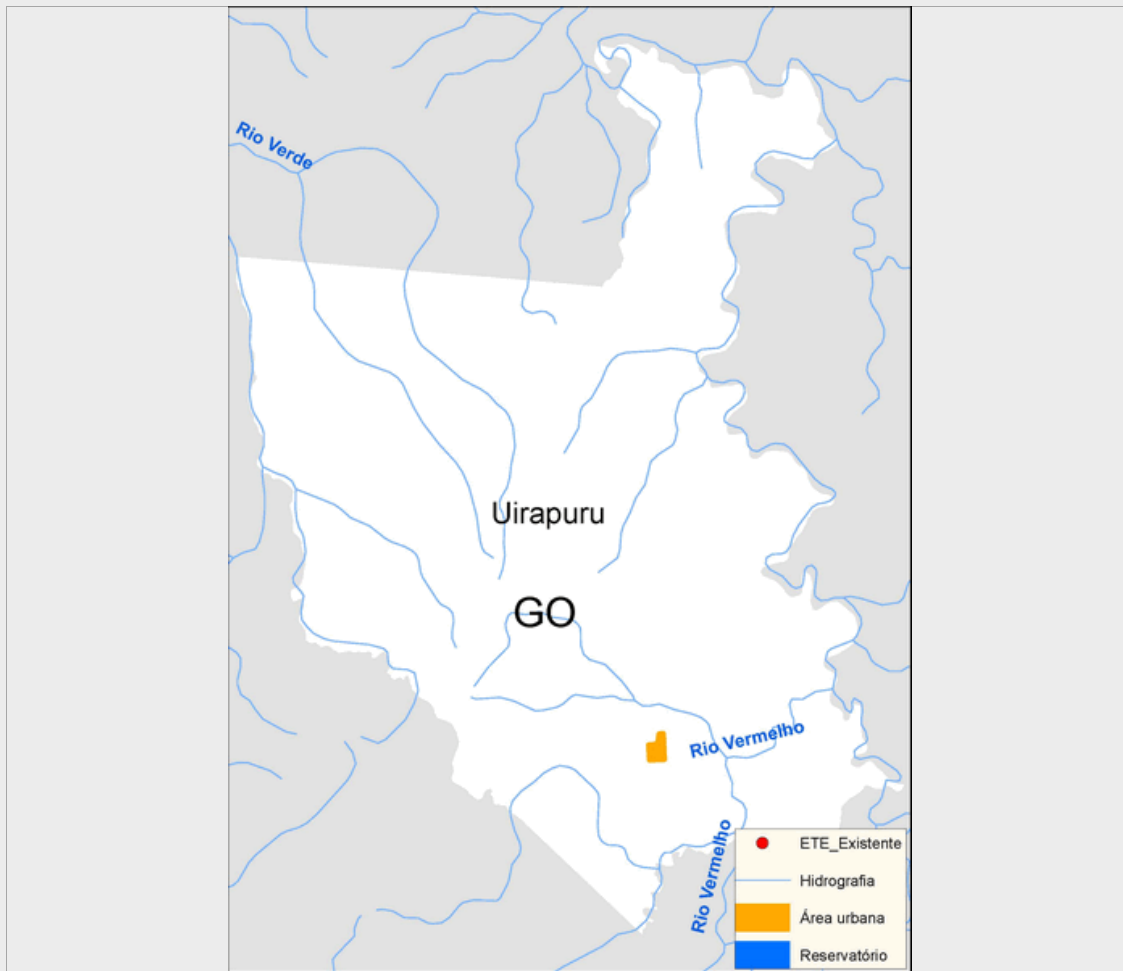 Rio Verde
Uirapuru
GO
Rio Vermelho
Rio Vermelho
ETE_Existente
Hidrografia
Área urbana
Reservatório